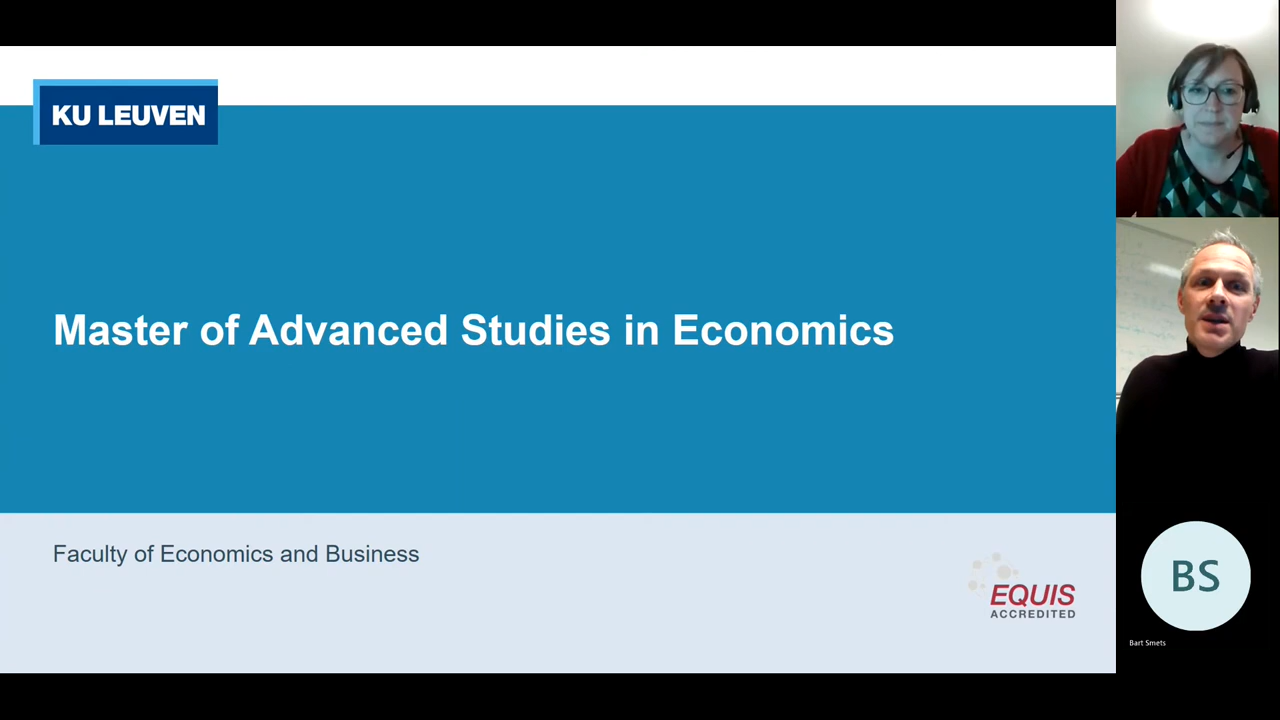 KU LEUVEN
Master of Advanced Studies in Economics
Faculty of Economics and Business
EQUIS
ACCREDITED
BS
Bart Smets